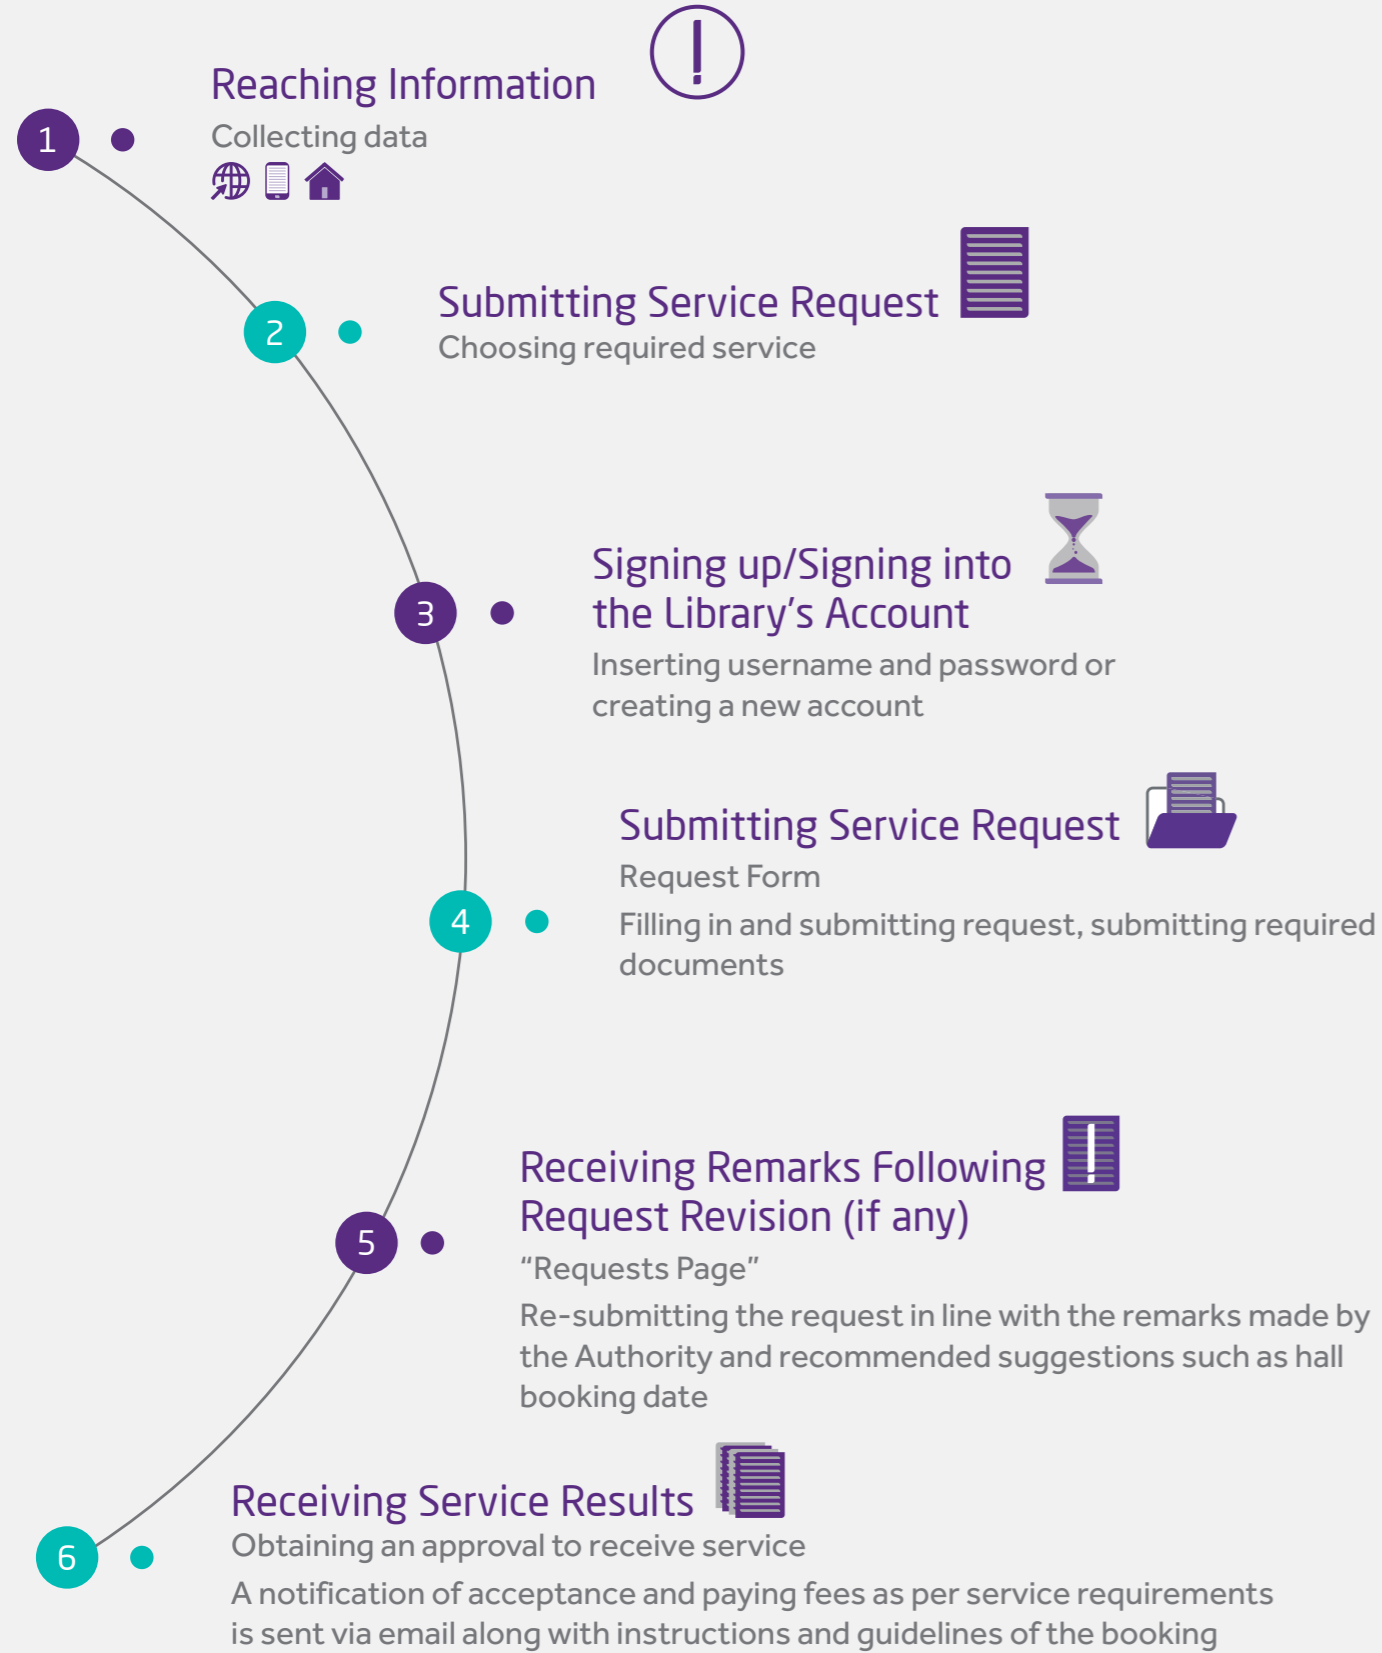 Reaching Information
1
Collecting data
Submitting Service Request
2
Choosing required service
Signing up/Signing into
the Library’s Account
3
Inserting username and password or
creating a new account
Submitting Service Request
Request Form
4
Filling in and submitting request, submitting required
documents
Receiving Remarks Following
Request Revision (if any)
5
“Requests Page”
Re-submitting the request in line with the remarks made by
the Authority and recommended suggestions such as hall
booking date
Receiving Service Results
6
Obtaining an approval to receive service
A notification of acceptance and paying fees as per service requirements
is sent via email along with instructions and guidelines of the booking